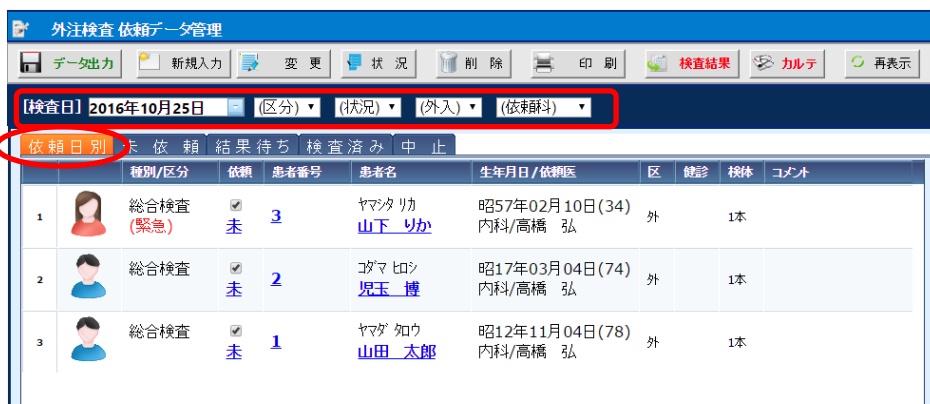 外注検査 依頼データ管理
データ出力 新規入力 変 更 状 況 削 除 印 刷 検査結果 カルテ 再表示
[検査日] 2016年10月25日 (区分) (状況) (外入) (依頼科)
依頼日別 未 依 頼 結果待ち 検査済み 中 止
種別/区分 依頼 患者番号 患者名 生年月日/依頼医 区 健診 検体 コメント
1 総合検査 ヤマシタ リカ 昭57年02月10日(34) 外 1本
(緊急) 未 3 山下 りか 内科/高橋 弘
2 総合検査 コダマ ヒロシ 昭17年03月04日(74) 外 1本
未 2 児玉 博 内科/高橋 弘
3 総合検査 ヤマダ タロウ 昭12年11月04日(78) 外 1本
未 1 山田 太郎 内科/高橋 弘